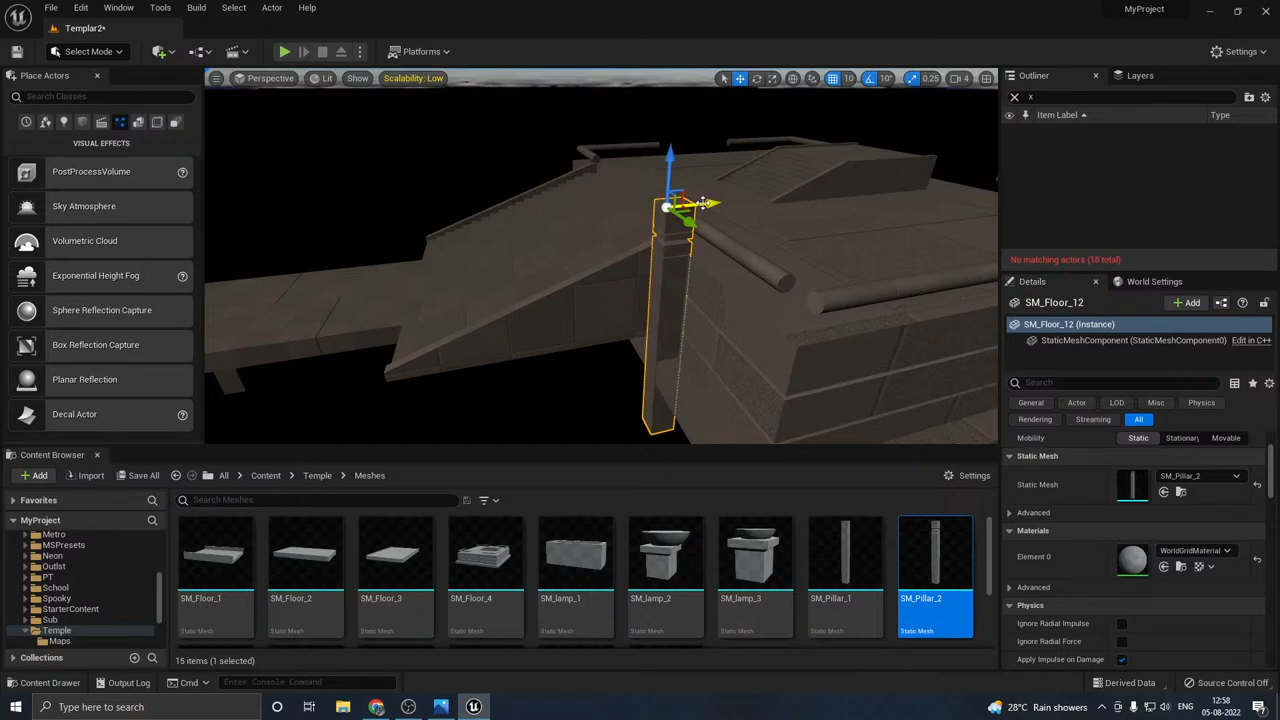 File Edit Window Tools Build Select Actor Help
MyProject
Templar2*
Select Mode
Platforms
Settings
Place Actors
Search Classes
VISUAL EFFECTS
PostProcessVolume
Sky Atmosphere
Volumetric Cloud
Exponential Height Fog
Sphere Reflection Capture
Box Reflection Capture
Planar Reflection
Decal Actor
Perspective Lit Show Scalability: Low
10 10° 0.25 4
Outliner Layers
x
Item Label Type
No matching actors (18 total)
Details World Settings
SM_Floor_12
Add
SM_Floor_12 (Instance)
StaticMeshComponent (StaticMeshComponent0) Edit in C++
Search
General Actor LOD Misc Physics
Rendering Streaming All
Mobility Static Stationary Movable
Static Mesh
Static Mesh SM_Pillar_2
Advanced
Materials
Element 0 WorldGridMaterial
Advanced
Physics
Ignore Radial Impulse
Ignore Radial Force
Apply Impulse on Damage
Content Browser
Add Import Save All All Content Temple Meshes Settings
Favorites
MyProject
Metro
MSPresets
Neon
Outlst
PT
School
Spooky
StarterContent
Sub
Temple
Maps
Collections
Search Meshes
SM_Floor_1 SM_Floor_2 SM_Floor_3 SM_Floor_4 SM_lamp_1 SM_lamp_2 SM_lamp_3 SM_Pillar_1 SM_Pillar_2
Static Mesh Static Mesh Static Mesh Static Mesh Static Mesh Static Mesh Static Mesh Static Mesh Static Mesh
15 items (1 selected)
Content Drawer Output Log Cmd Enter Console Command Derived Data Source Control Off
Type here to search
28°C Rain showers ENG 12:58
05-08-2022